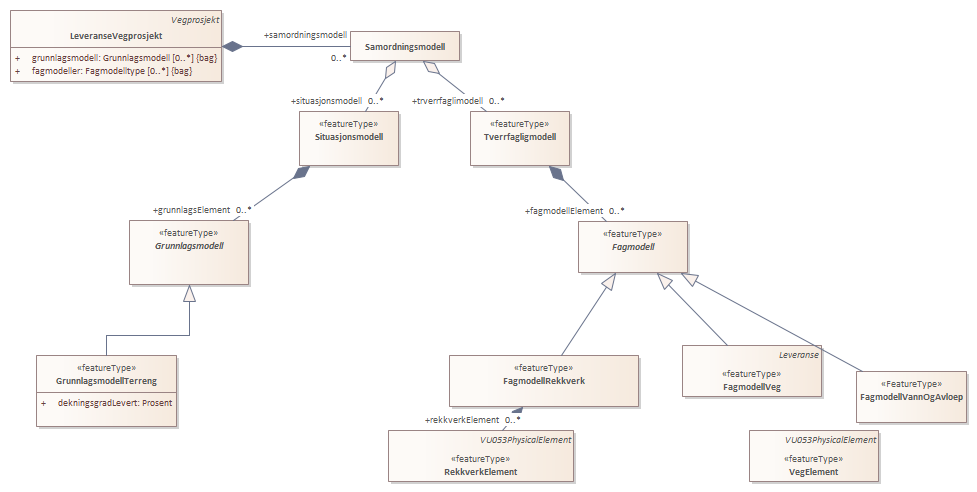 Vegprosjekt
LeveranseVegprosjekt
+ grunnlagsmodell: Grunnlagsmodell [0..*] {bag}
+ fagmodeller: Fagmodelltype [0..*] {bag}
+samordningsmodell
0..*
Samordningsmodell
+situasjonsmodell 0..*
+trverrfaglimodell 0..*
«featureType»
Situasjonsmodell
«featureType»
Tverrfagligmodell
+grunnlagsElement 0..*
+fagmodellElement 0..*
«featureType»
Grunnlagsmodell
«featureType»
Fagmodell
«featureType»
GrunnlagsmodellTerreng
+ dekningsgradLevert: Prosent
«featureType»
FagmodellRekkverk
Leveranse
«featureType»
FagmodellVeg
«FeatureType»
FagmodellVannOgAvloep
+rekkverkElement 0..*
VU053PhysicalElement
«featureType»
RekkverkElement
VU053PhysicalElement
«featureType»
VegElement